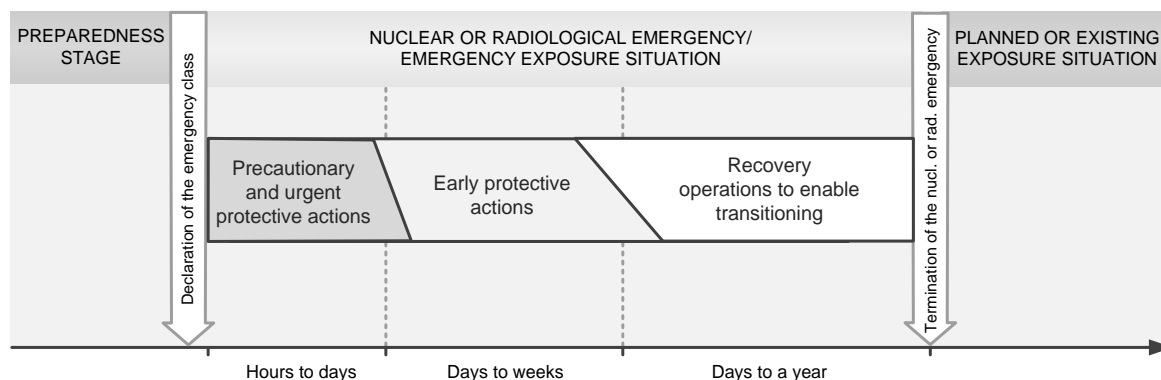 PREPAREDNESS
STAGE
NUCLEAR OR RADIOLOGICAL EMERGENCY/
EMERGENCY EXPOSURE SITUATION
PLANNED OR EXISTING
EXPOSURE SITUATION
Declaration of the emergency class
Precautionary
and urgent
protective actions
Early protective
actions
Recovery
operations to enable
transitioning
Termination of the nucl. or rad. emergency
Hours to days
Days to weeks
Days to a year